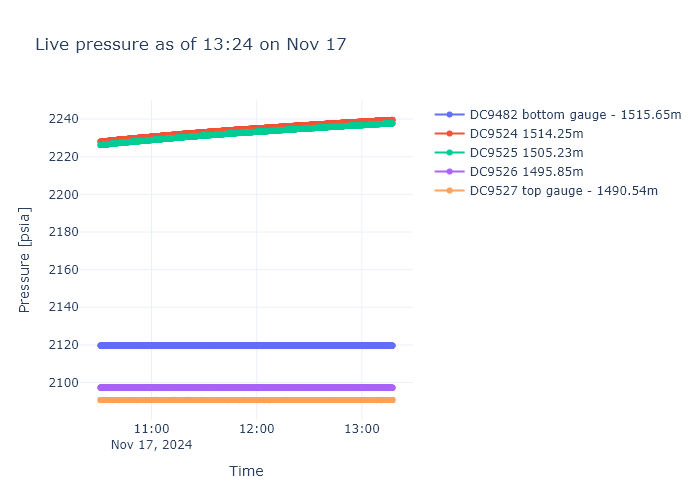 Live pressure as of 13:24 on Nov 17
DC9482 bottom gauge - 1515.65m
DC9524 1514.25m
DC9525 1505.23m
DC9526 1495.85m
DC9527 top gauge - 1490.54m
Pressure [psia]
2240
2220
2200
2180
2160
2140
2120
2100
11:00
12:00
13:00
Nov 17, 2024
Time